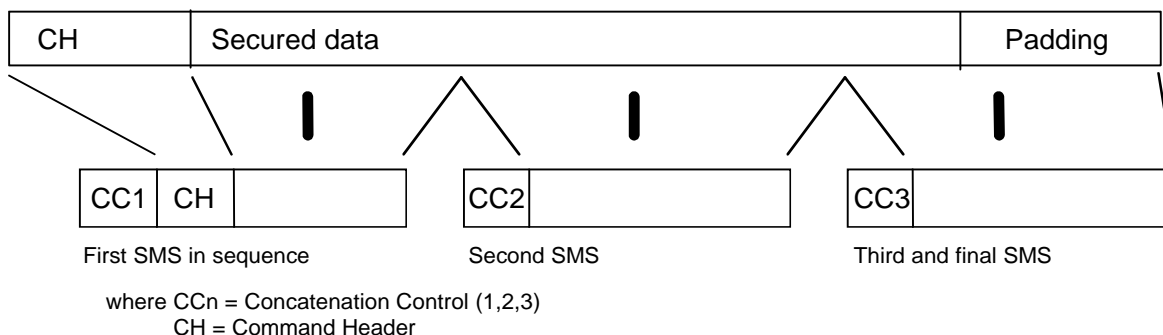 CH Secured data Padding
CC1 CH CC2 CC3
First SMS in sequence Second SMS Third and final SMS
where CCn = Concatenation Control (1,2,3)
CH = Command Header